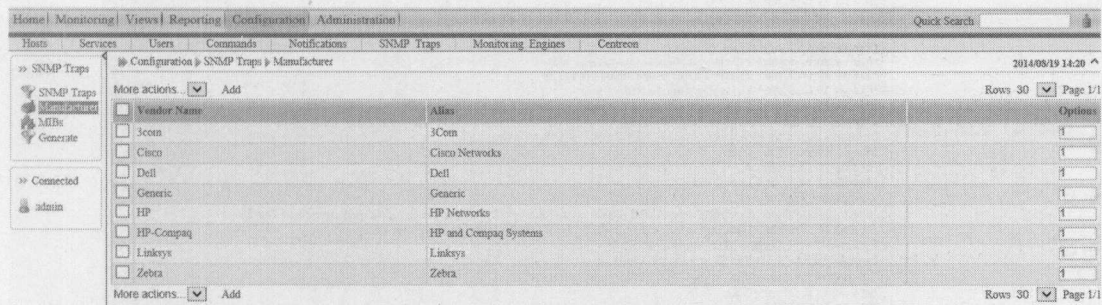 Home| Monitoring| Views| Reporting| Configuration| Administration|
Quick Search
Hosts Services Users Commands Notifications SNMP Traps Monitoring Engines Centreon
» SNMP Traps
SNMP Traps
Manufacturer
MIBs
Generate
» Connected
admin
Configuration SNMP Traps Manufacturer
2014/08/19 14:20
More actions... Add
Rows 30 Page 1/1
Vendor Name Alias Options
3com 3Com 1
Cisco Cisco Networks 1
Dell Dell 1
Generic Generic 1
HP HP Networks 1
HP-Compaq HP and Compaq Systems 1
Linksys Linksys 1
Zebra Zebra 1
More actions... Add
Rows 30 Page 1/1